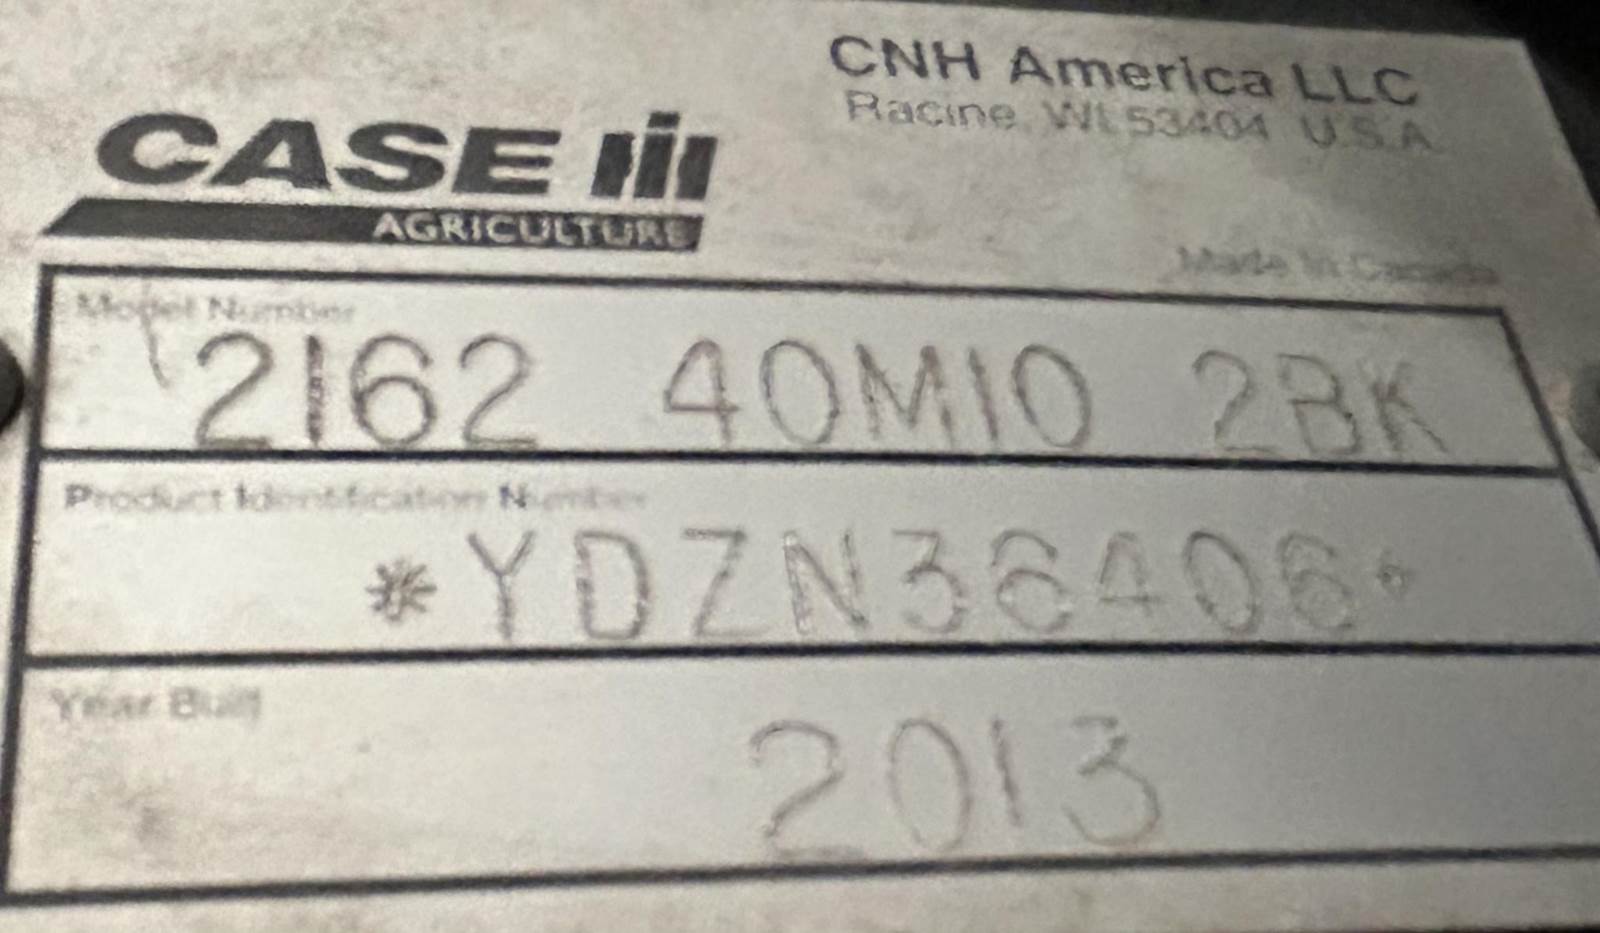 CNH America LLC
Racine, WI 53404 U.S.A.
CASE IH
AGRICULTURE
Made in Canada
Model Number
2162 40M10 2BK
Product Identification Number
*YDZN36406*
Year Built
2013